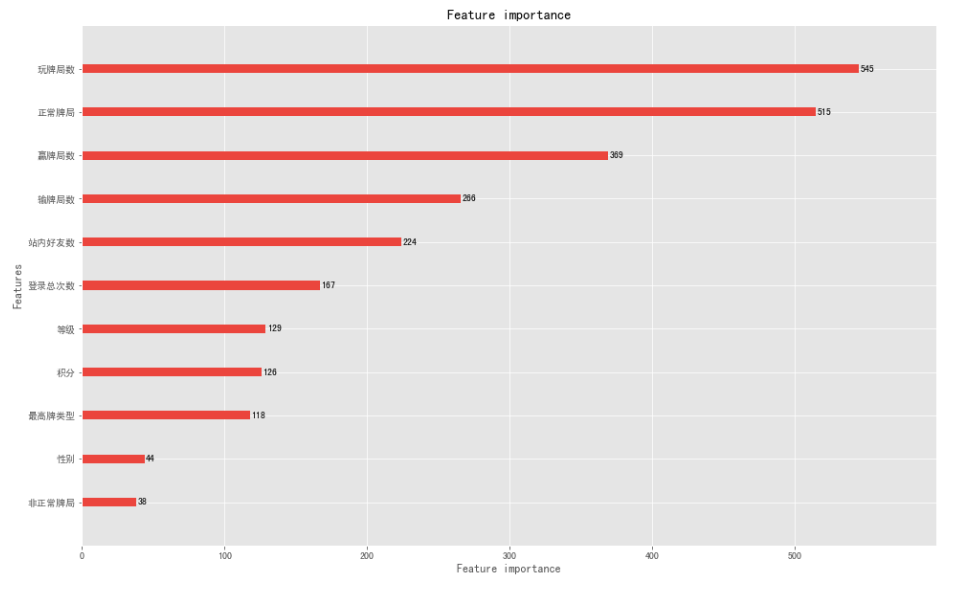 Feature importance
玩牌局数
545
正常牌局
515
赢牌局数
369
输牌局数
266
站内好友数
224
登录总次数
167
等级
129
积分
126
最高牌类型
118
性别
44
非正常牌局
38
Features
0 100 200 300 400 500
Feature importance